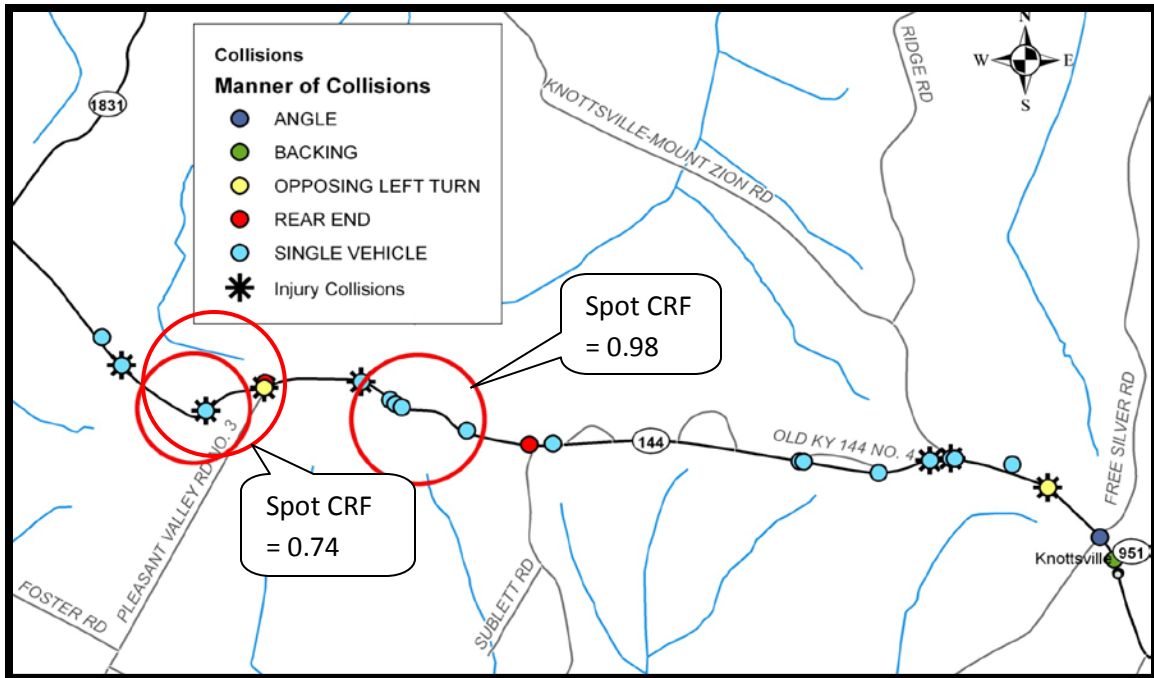 Collisions
Manner of Collisions
ANGLE
BACKING
OPPOSING LEFT TURN
REAR END
SINGLE VEHICLE
Injury Collisions
N
W E
S
1831
RIDGE RD
KNOTTSVILLE-MOUNT ZION RD
Spot CRF
= 0.98
144
OLD KY 144 NO. 4
FREE SILVER RD
PLEASANT VALLEY RD NO. 3
Spot CRF
= 0.74
Knottsville
951
SUBLETT RD
FOSTER RD